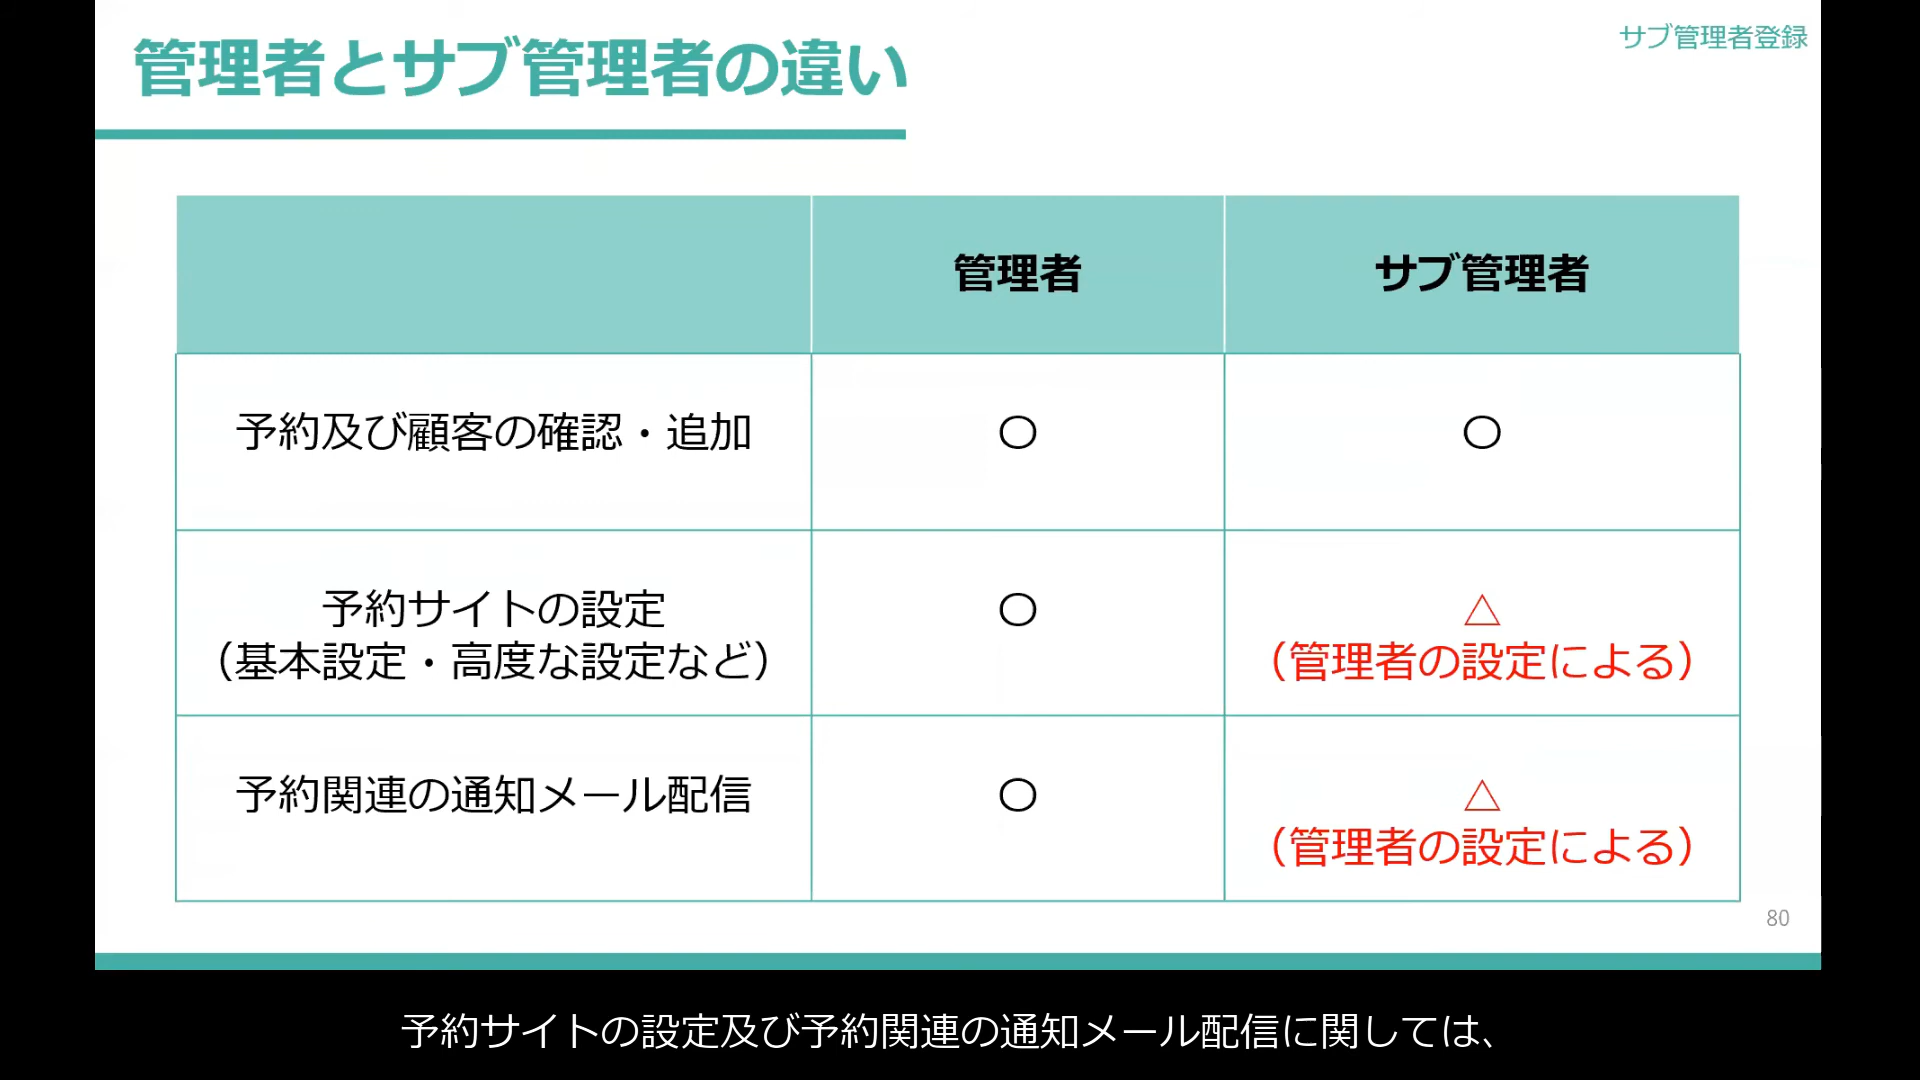 管理者とサブ管理者の違い
サブ管理者登録
管理者
サブ管理者
予約及び顧客の確認・追加
〇
〇
予約サイトの設定
（基本設定・高度な設定など）
〇
△
（管理者の設定による）
予約関連の通知メール配信
〇
△
（管理者の設定による）
80
予約サイトの設定及び予約関連の通知メール配信に関しては、